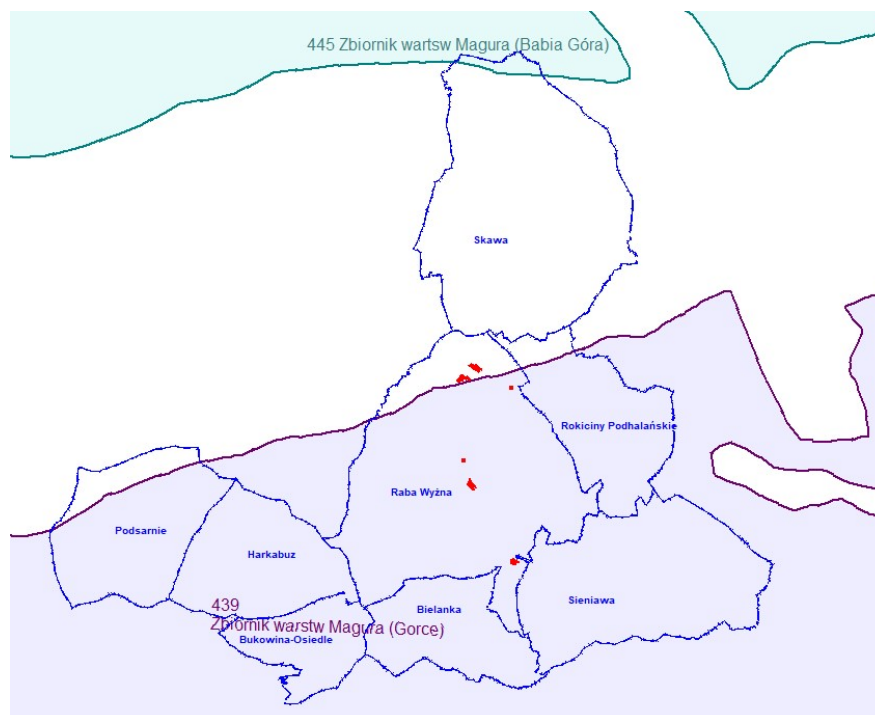 445 Zbiornik wartsw Magura (Babia Góra)
Skawa
Rokiciny Podhalańskie
Raba Wyżna
Podsarnie
Harkabuz
Sieniawa
439
Bielanka
Zbiornik warstw Magura (Gorce)
Bukowina-Osiedle